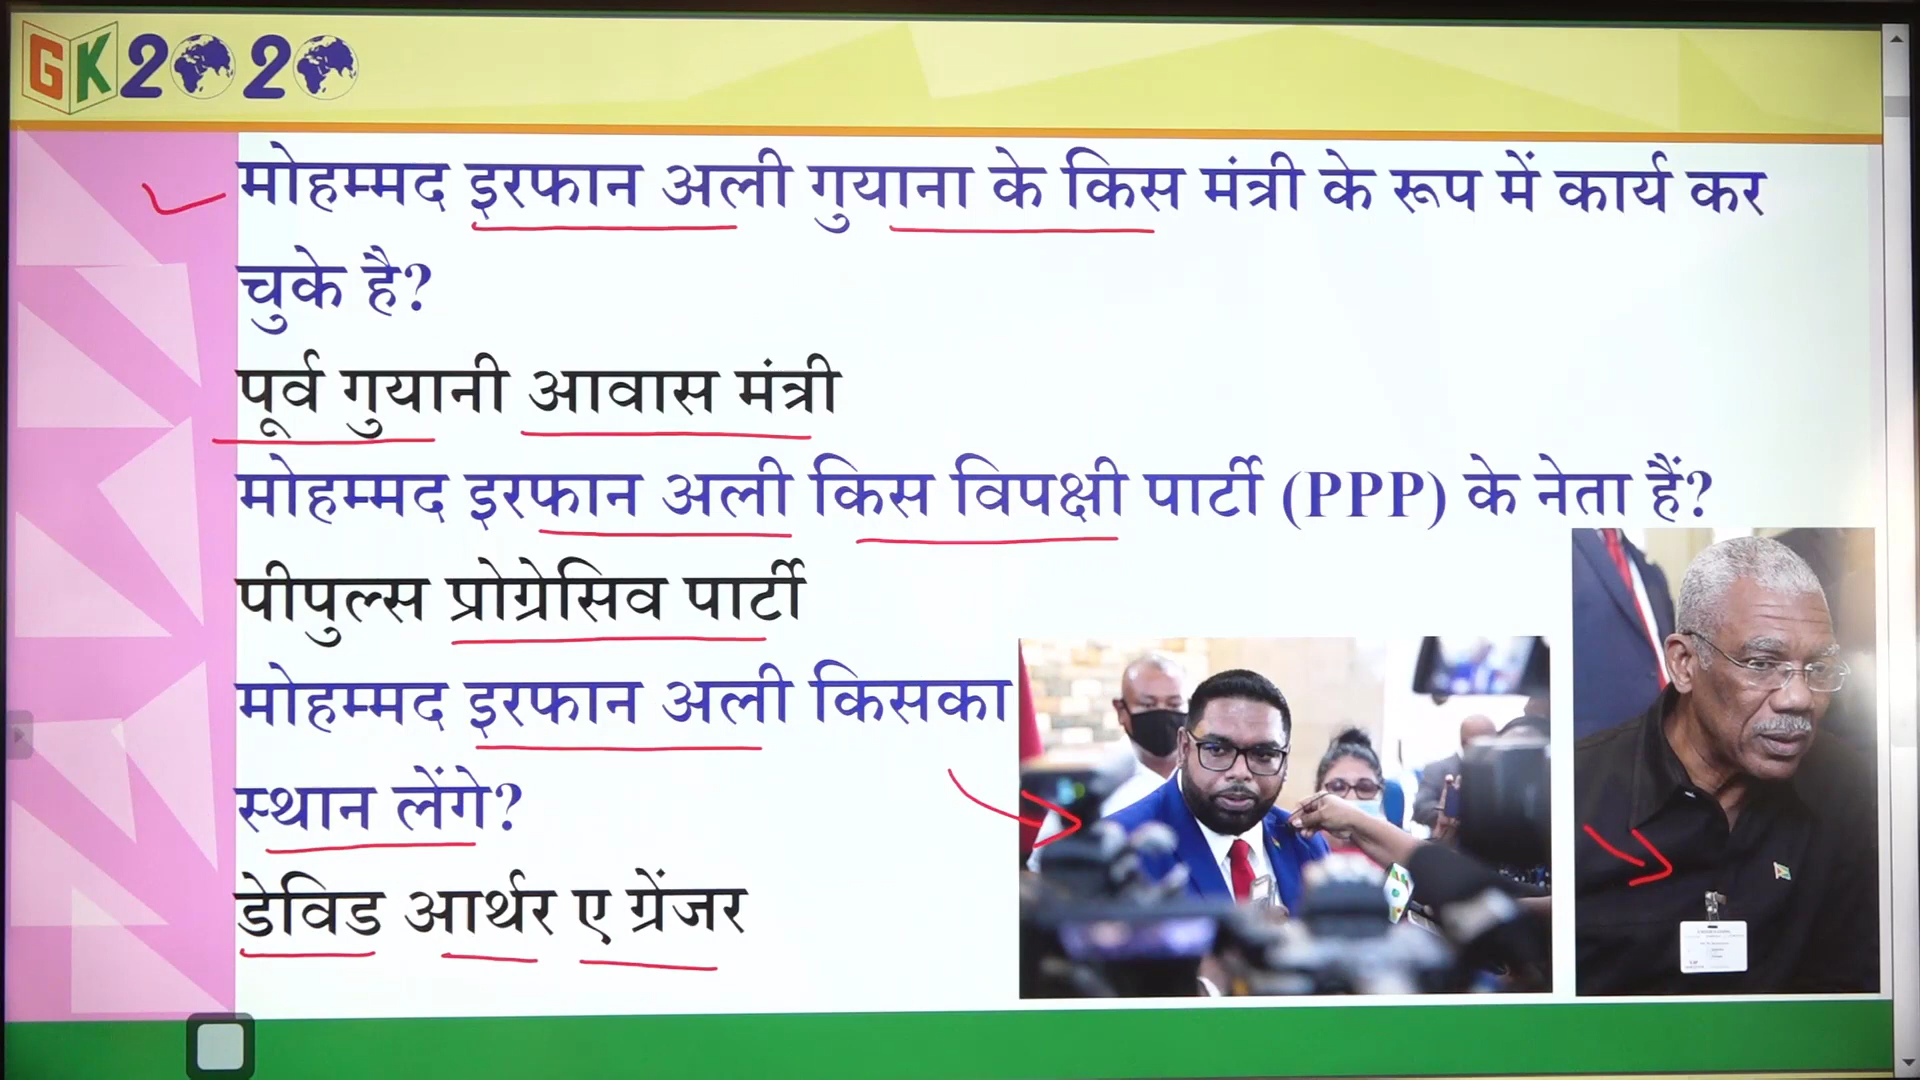 GK2020
मोहम्मद इरफान अली गुयाना के किस मंत्री के रूप में कार्य कर
चुके है?
पूर्व गुयानी आवास मंत्री
मोहम्मद इरफान अली किस विपक्षी पार्टी (PPP) के नेता हैं?
पीपुल्स प्रोग्रेसिव पार्टी
मोहम्मद इरफान अली किसका
स्थान लेंगे?
डेविड आर्थर ए ग्रेंजर